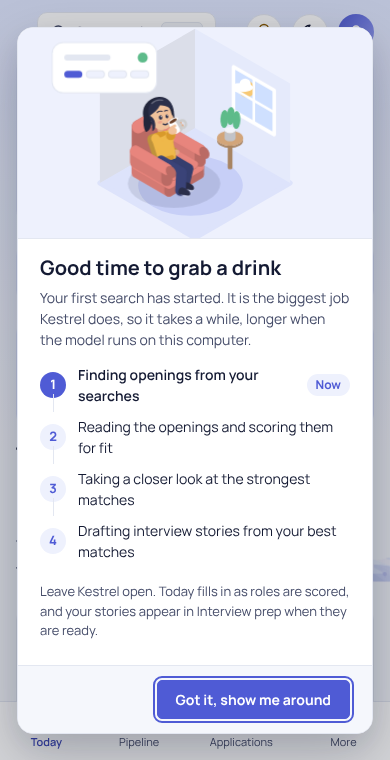 Good time to grab a drink
Your first search has started. It is the biggest job
Kestrel does, so it takes a while, longer when
the model runs on this computer.
1
Finding openings from your
searches
Now
2
Reading the openings and scoring them
for fit
3
Taking a closer look at the strongest
matches
4
Drafting interview stories from your best
matches
Leave Kestrel open. Today fills in as roles are scored,
and your stories appear in Interview prep when they
are ready.
Got it, show me around
Today
Pipeline
Applications
More